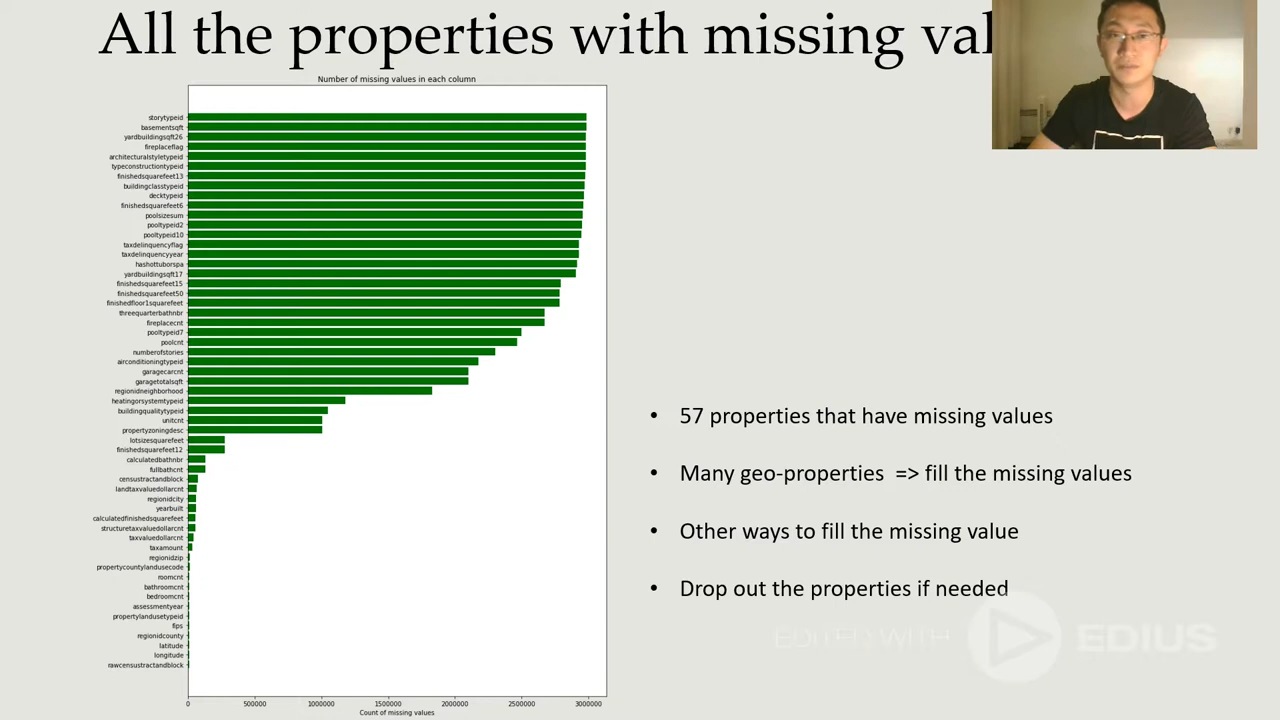 All the properties with missing val
Number of missing values in each column
storytypeid
basementsqft
yardbuildingsqft26
fireplaceflag
architecturalstyletypeid
typeconstructiontypeid
finishedsquarefeet13
buildingclasstypeid
decktypeid
finishedsquarefeet6
poolsizesum
pooltypeid2
pooltypeid10
taxdelinquencyflag
taxdelinquencyyear
hashottuborspa
yardbuildingsqft17
finishedsquarefeet15
finishedsquarefeet50
finishedfloor1squarefeet
threequarterbathnbr
fireplacecnt
pooltypeid7
poolcnt
numberofstories
airconditioningtypeid
garagecarcnt
garagetotalsqft
regionidneighborhood
heatingorsystemtypeid
buildingqualitytypeid
unitcnt
propertyzoningdesc
lotsizesquarefeet
finishedsquarefeet12
calculatedbathnbr
fullbathcnt
censustractandblock
landtaxvaluedollarcnt
regionidcity
yearbuilt
calculatedfinishedsquarefeet
structuretaxvaluedollarcnt
taxvaluedollarcnt
taxamount
regionidzip
propertycountylandusecode
roomcnt
bathroomcnt
bedroomcnt
assessmentyear
propertylandusetypeid
fips
regionidcounty
latitude
longitude
rawcensustractandblock
0 500000 1000000 1500000 2000000 2500000 3000000
Count of missing values
• 57 properties that have missing values
• Many geo-properties => fill the missing values
• Other ways to fill the missing value
• Drop out the properties if needed
EDITED WITH EDIUS